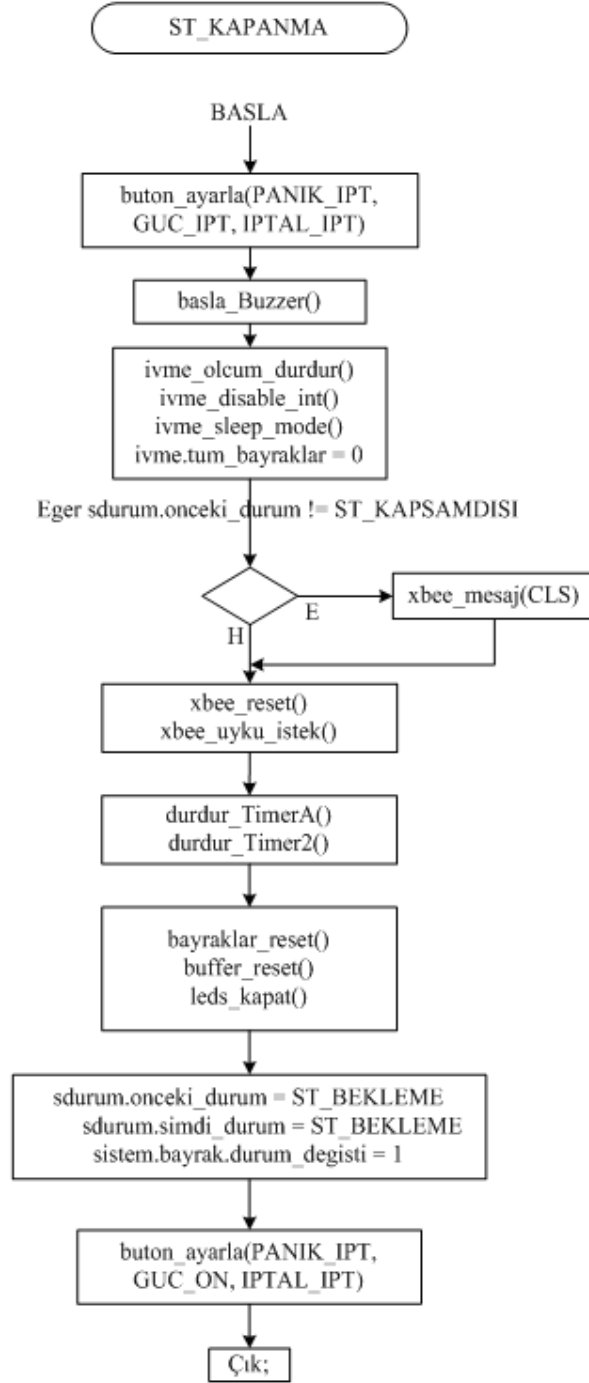 ST_KAPANMA
BASLA
buton_ayarla(PANIK_IPT,
GUC_IPT, IPTAL_IPT)
basla_Buzzer()
ivme_olcum_durdur()
ivme_disable_int()
ivme_sleep_mode()
ivme.tum_bayraklar = 0
Eger sdurum.onceki_durum != ST_KAPSAMDISI
E
xbee_mesaj(CLS)
H
xbee_reset()
xbee_uyku_istek()
durdur_TimerA()
durdur_Timer2()
bayraklar_reset()
buffer_reset()
leds_kapat()
sdurum.onceki_durum = ST_BEKLEME
sdurum.simdi_durum = ST_BEKLEME
sistem.bayrak.durum_degisti = 1
buton_ayarla(PANIK_IPT,
GUC_ON, IPTAL_IPT)
Çık;